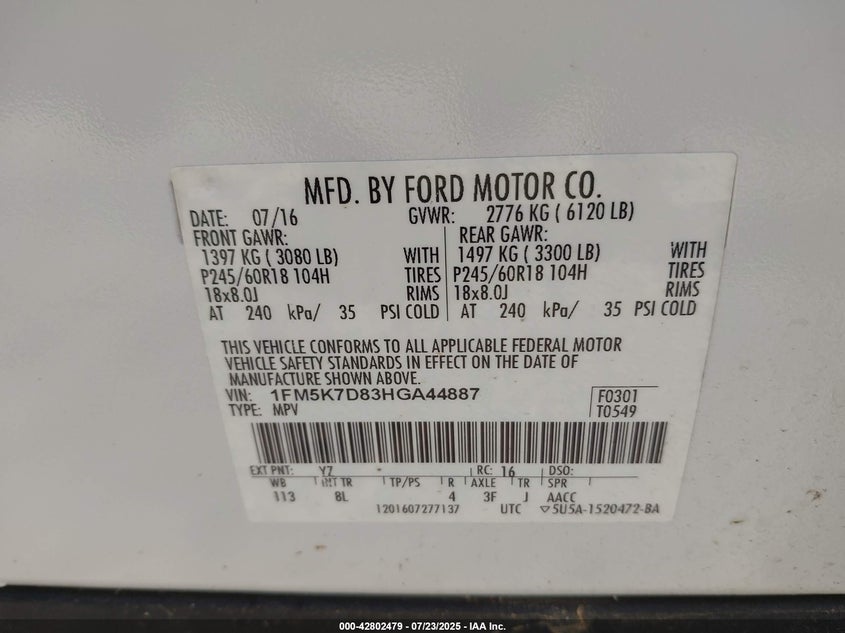 MFD. BY FORD MOTOR CO.
DATE: 07/16 GVWR: 2776 KG ( 6120 LB)
FRONT GAWR: REAR GAWR:
1397 KG ( 3080 LB) WITH 1497 KG ( 3300 LB) WITH
P245/60R18 104H TIRES P245/60R18 104H TIRES
18x8.0J RIMS 18x8.0J RIMS
AT 240 kPa/ 35 PSI COLD AT 240 kPa/ 35 PSI COLD
THIS VEHICLE CONFORMS TO ALL APPLICABLE FEDERAL MOTOR
VEHICLE SAFETY STANDARDS IN EFFECT ON THE DATE OF
MANUFACTURE SHOWN ABOVE.
VIN: 1FM5K7D83HGA44887 F0301
TYPE: MPV T0549
EXT PNT: YZ - RC: 16 DSO:
WB INT TR TP/PS R AXLE TR SPR
113 8L 4 3F J AACC
1201607277137 UTC ▽5U5A-1520472-BA
000-42802479 - 07/23/2025 - IAA Inc.